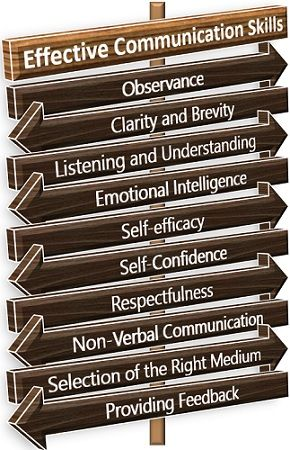 Effective Communication Skills
Observance
Clarity and Brevity
Listening and Understanding
Emotional Intelligence
Self-efficacy
Self-Confidence
Respectfulness
Non-Verbal Communication
Selection of the Right Medium
Providing Feedback